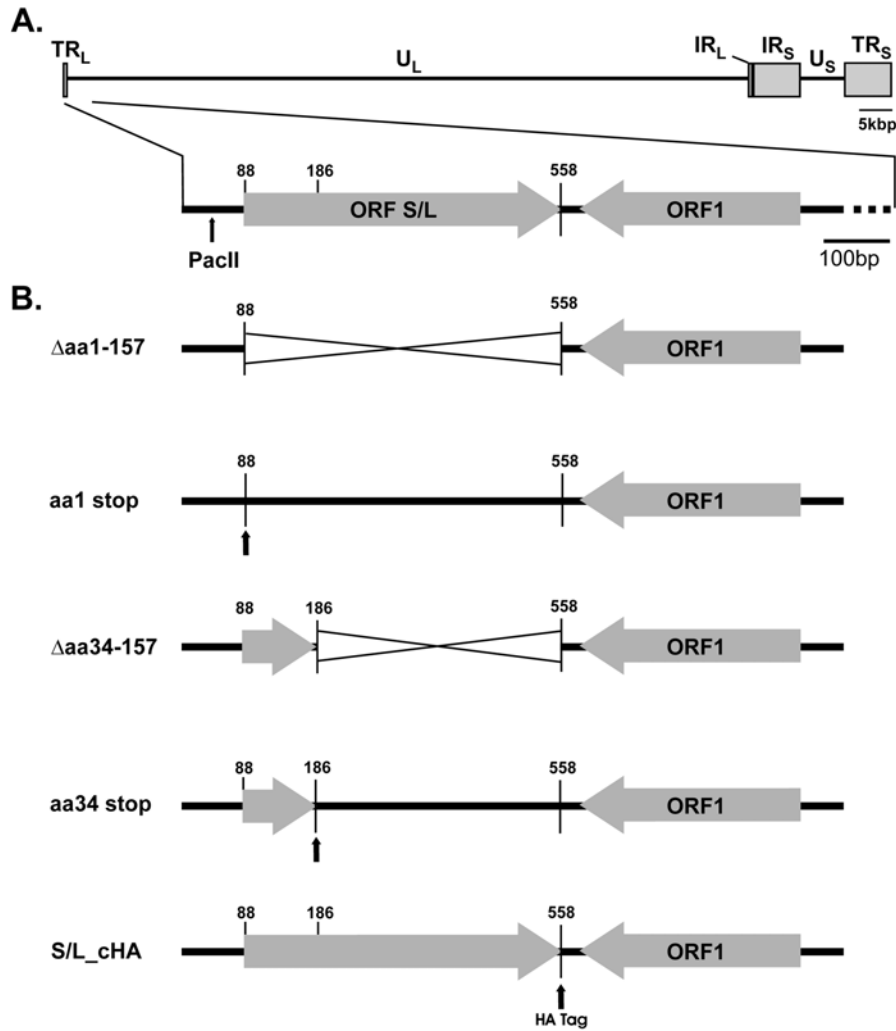 A.
TRL
UL
IRL IRS US TRS
5kbp
88 186 558
ORF S/L ORF1
PacII
100bp
B.
88 558
Δaa1-157 ORF1
88 558
aa1 stop ORF1
88 186 558
Δaa34-157 ORF1
88 186 558
aa34 stop ORF1
88 186 558
S/L_cHA ORF1
HA Tag